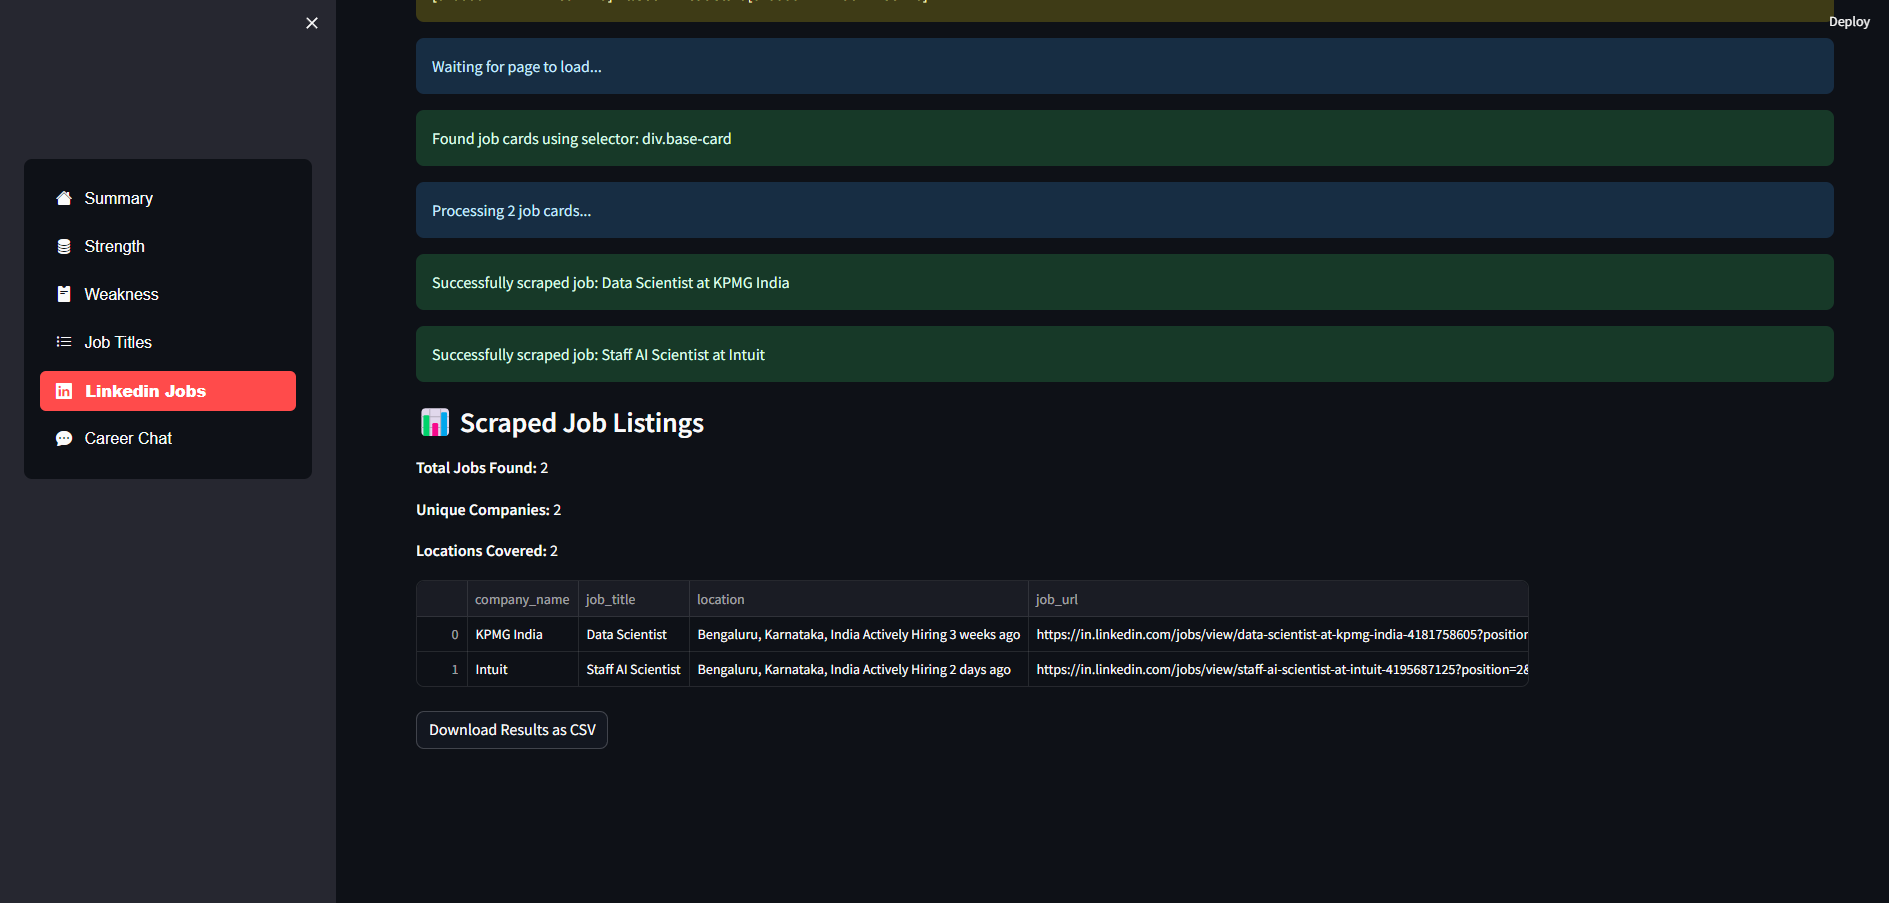 Deploy
Summary
Strength
Weakness
Job Titles
Linkedin Jobs
Career Chat
Waiting for page to load...
Found job cards using selector: div.base-card
Processing 2 job cards...
Successfully scraped job: Data Scientist at KPMG India
Successfully scraped job: Staff AI Scientist at Intuit
Scraped Job Listings
Total Jobs Found: 2
Unique Companies: 2
Locations Covered: 2
company_name job_title location job_url
0 KPMG India Data Scientist Bengaluru, Karnataka, India Actively Hiring 3 weeks ago https://in.linkedin.com/jobs/view/data-scientist-at-kpmg-india-4181758605?position
1 Intuit Staff AI Scientist Bengaluru, Karnataka, India Actively Hiring 2 days ago https://in.linkedin.com/jobs/view/staff-ai-scientist-at-intuit-4195687125?position=2&
Download Results as CSV